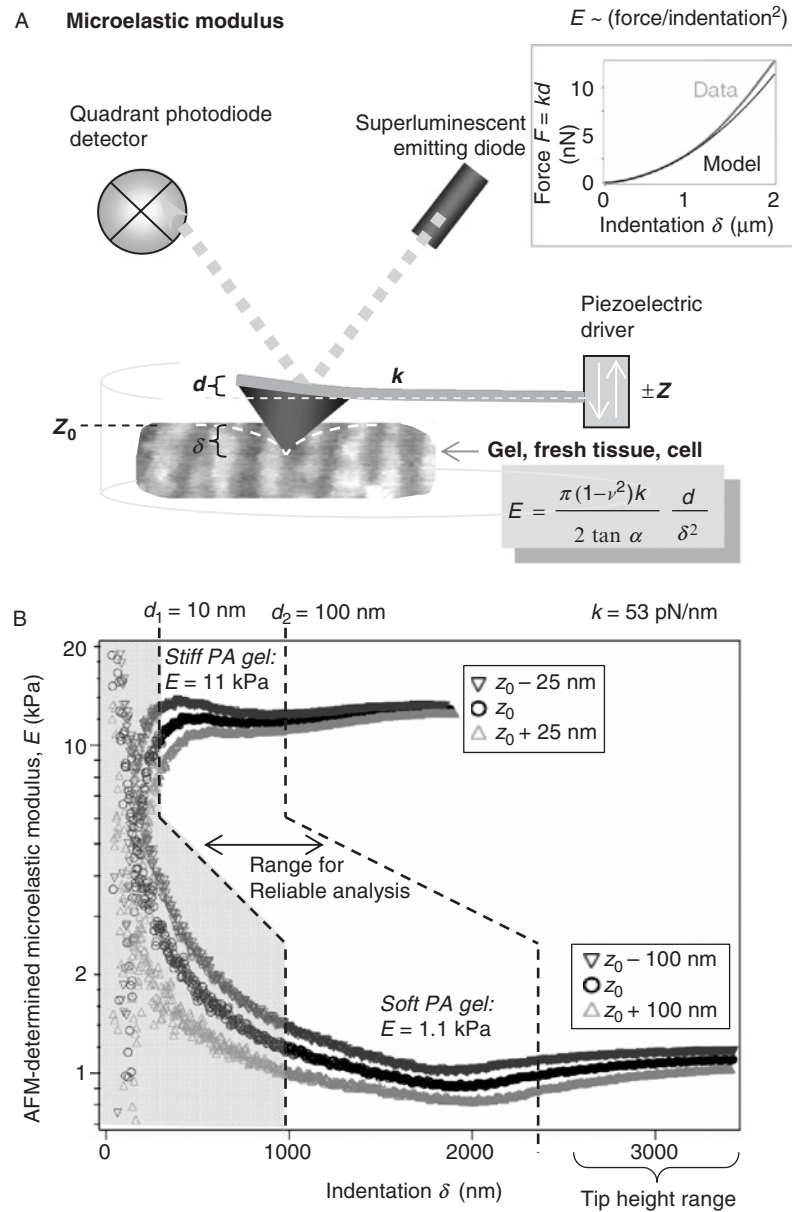 A Microelastic modulus
E ~ (force/indentation²)
Quadrant photodiode
detector
Superluminescent
emitting diode
Force F = kd
(nN)
10
5
0
Data
Model
0 1 2
Indentation δ (μm)
Piezoelectric
driver
d
k
±Z
Z₀
δ
Gel, fresh tissue, cell
E = π(1−ν²)k / 2 tan α d / δ²
B
d₁ = 10 nm
d₂ = 100 nm
k = 53 pN/nm
AFM-determined microelastic modulus, E (kPa)
20
10
2
1
Stiff PA gel:
E = 11 kPa
z₀ − 25 nm
z₀
z₀ + 25 nm
Range for
Reliable analysis
Soft PA gel:
E = 1.1 kPa
z₀ − 100 nm
z₀
z₀ + 100 nm
0 1000 2000 3000
Indentation δ (nm)
Tip height range